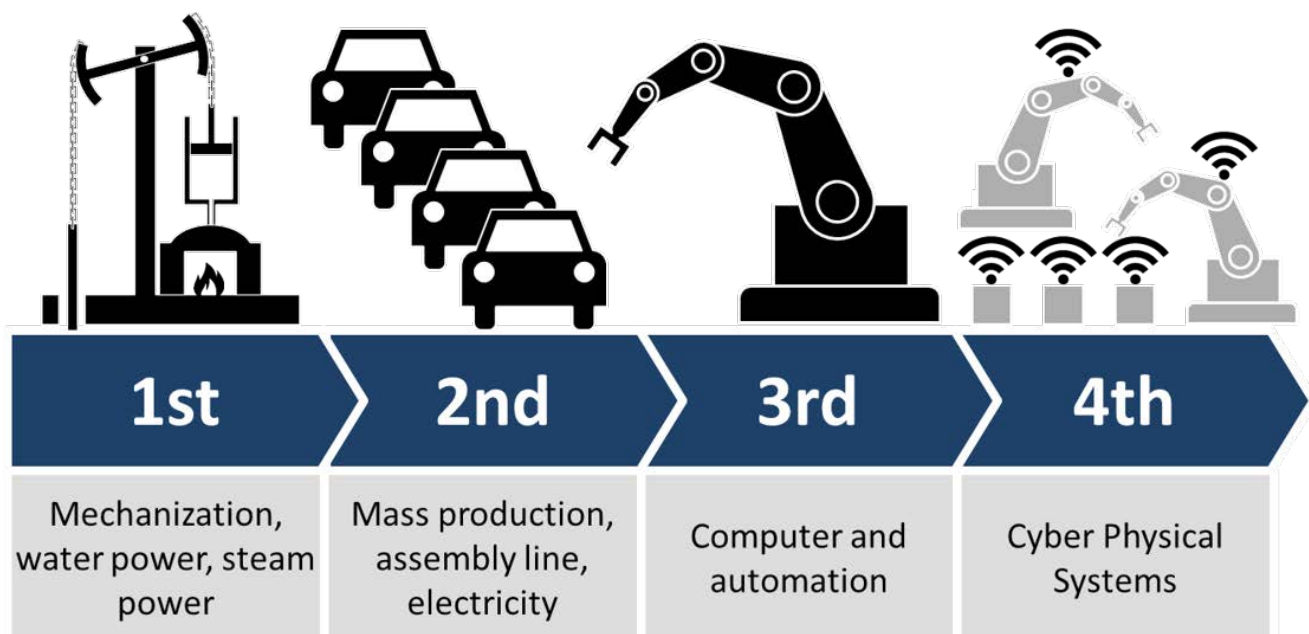 1st
2nd
3rd
4th
Mechanization,
water power, steam
power
Mass production,
assembly line,
electricity
Computer and
automation
Cyber Physical
Systems